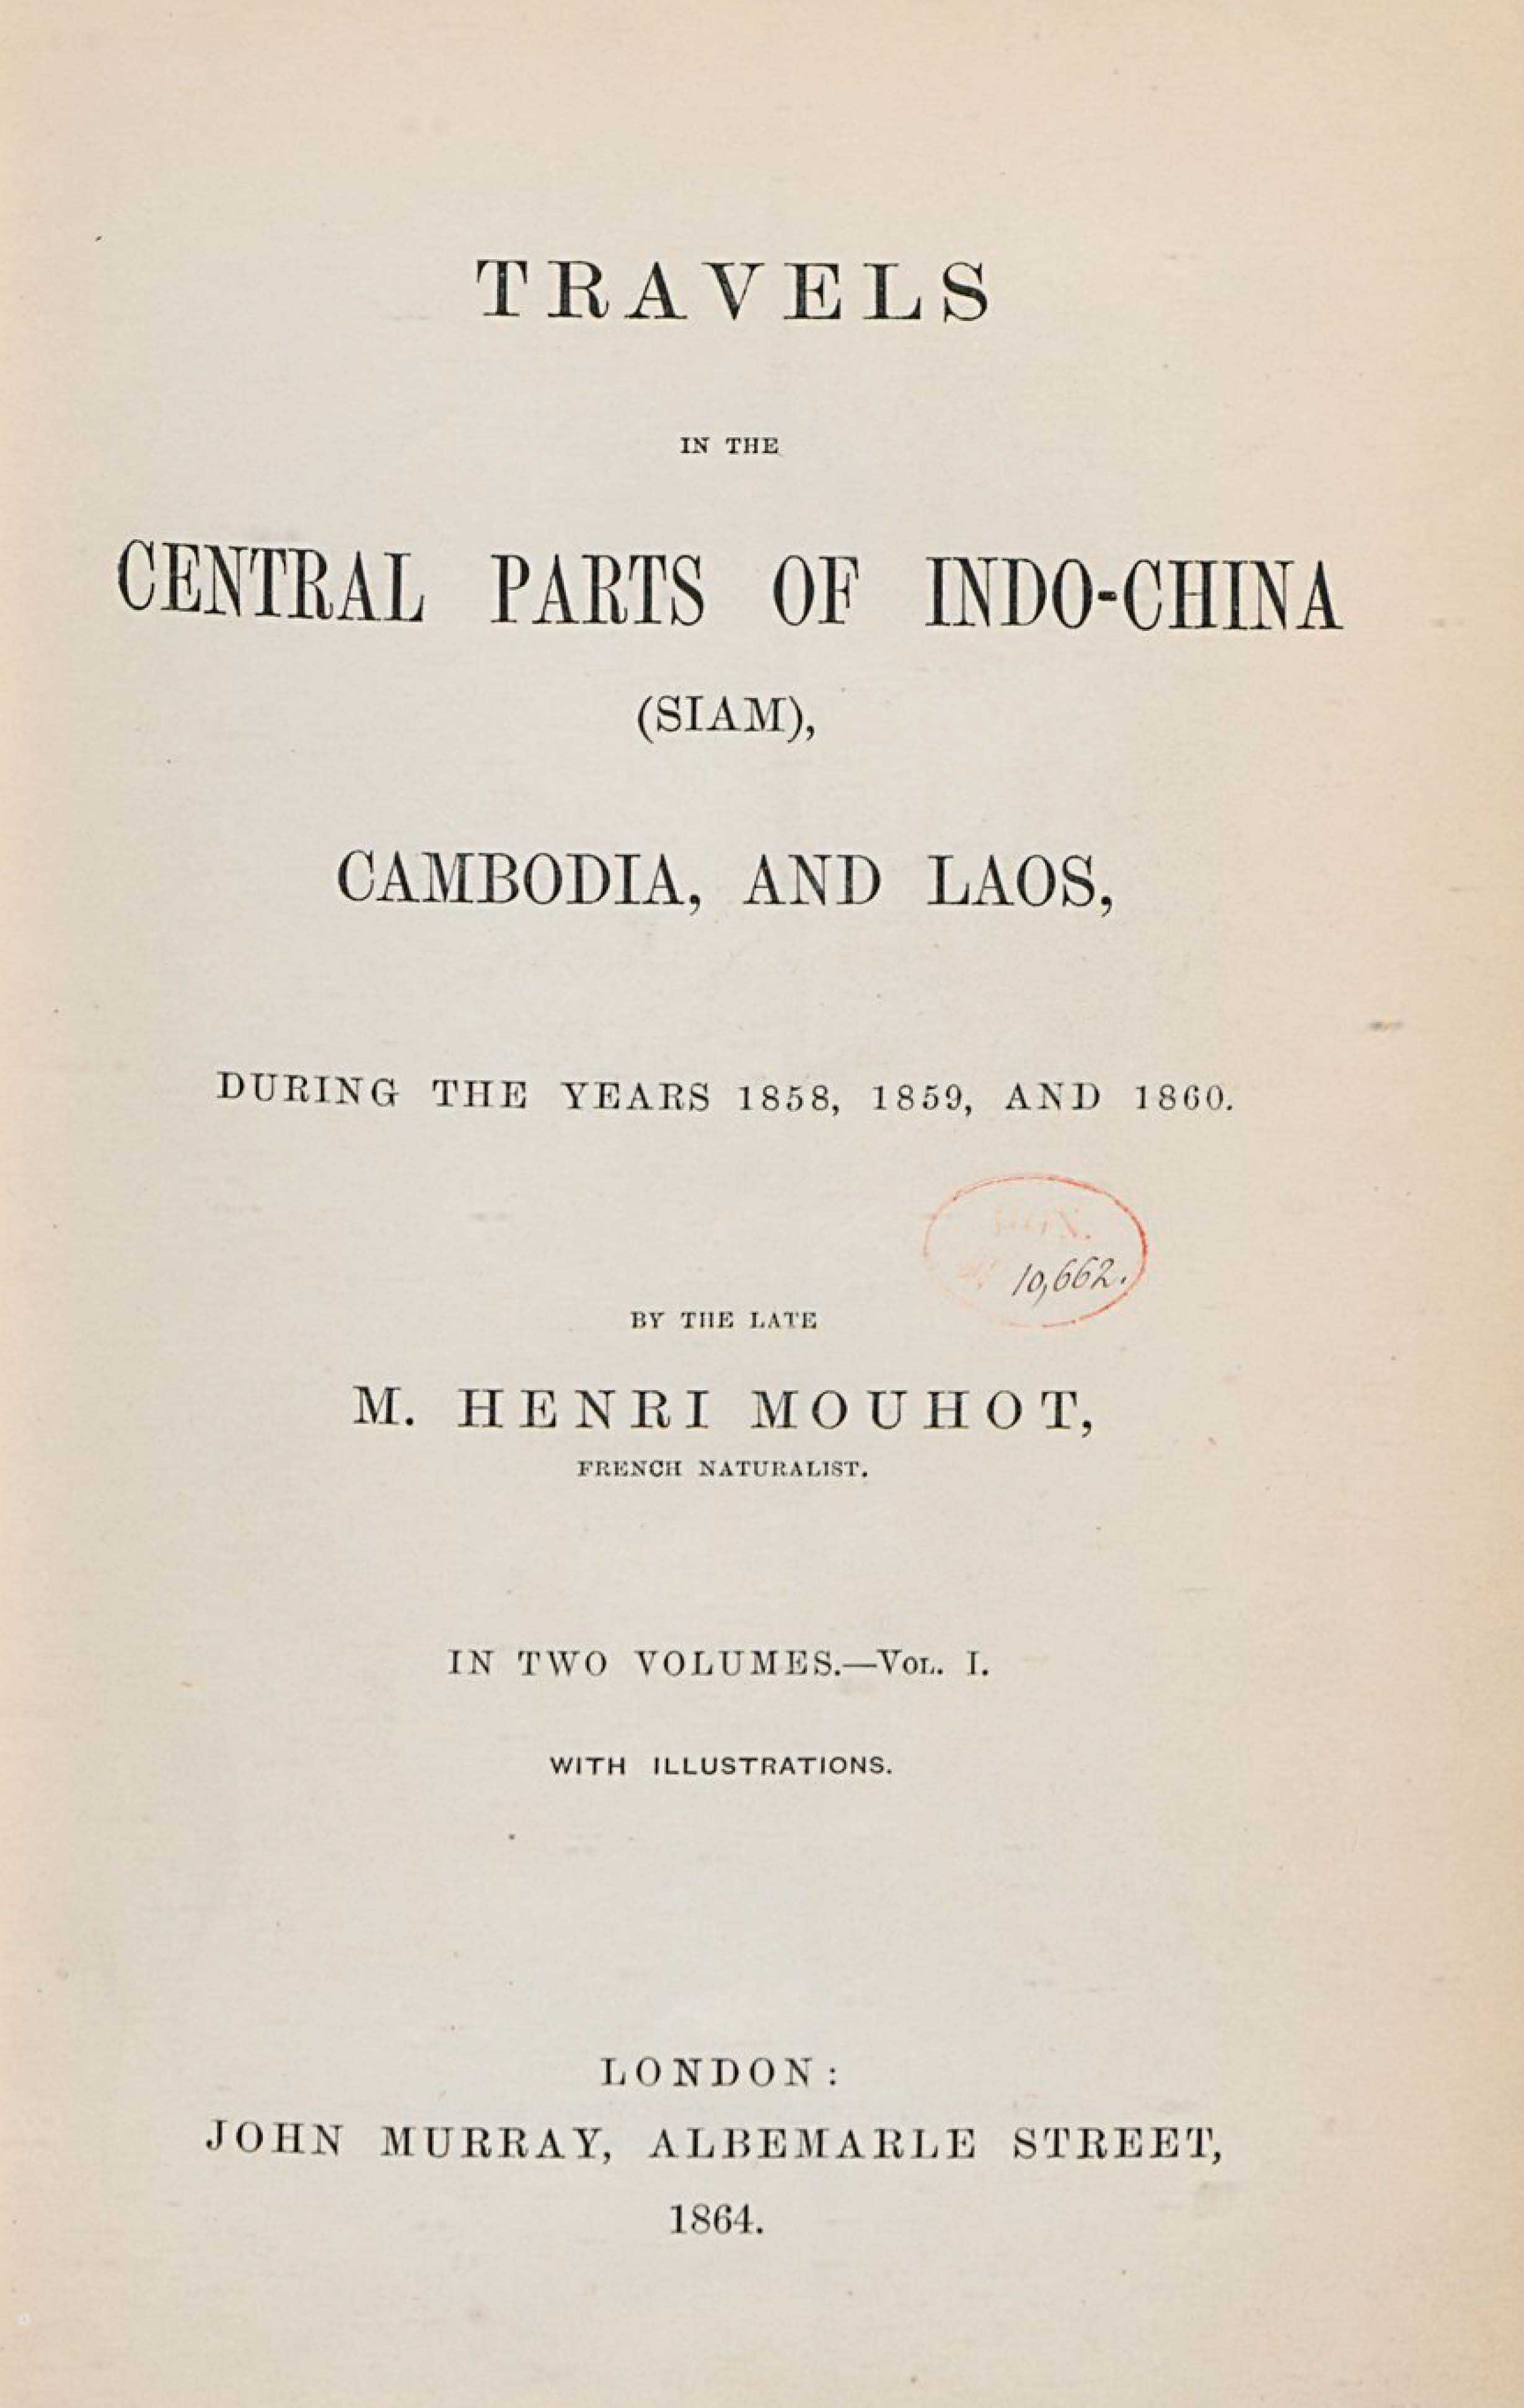 TRAVELS
IN THE
CENTRAL PARTS OF INDO-CHINA
(SIAM),
CAMBODIA, AND LAOS,
DURING THE YEARS 1858, 1859, AND 1860.
10,662.
BY THE LATE
M. HENRI MOUHOT,
FRENCH NATURALIST.
IN TWO VOLUMES.—VOL. I.
WITH ILLUSTRATIONS.
LONDON:
JOHN MURRAY, ALBEMARLE STREET,
1864.